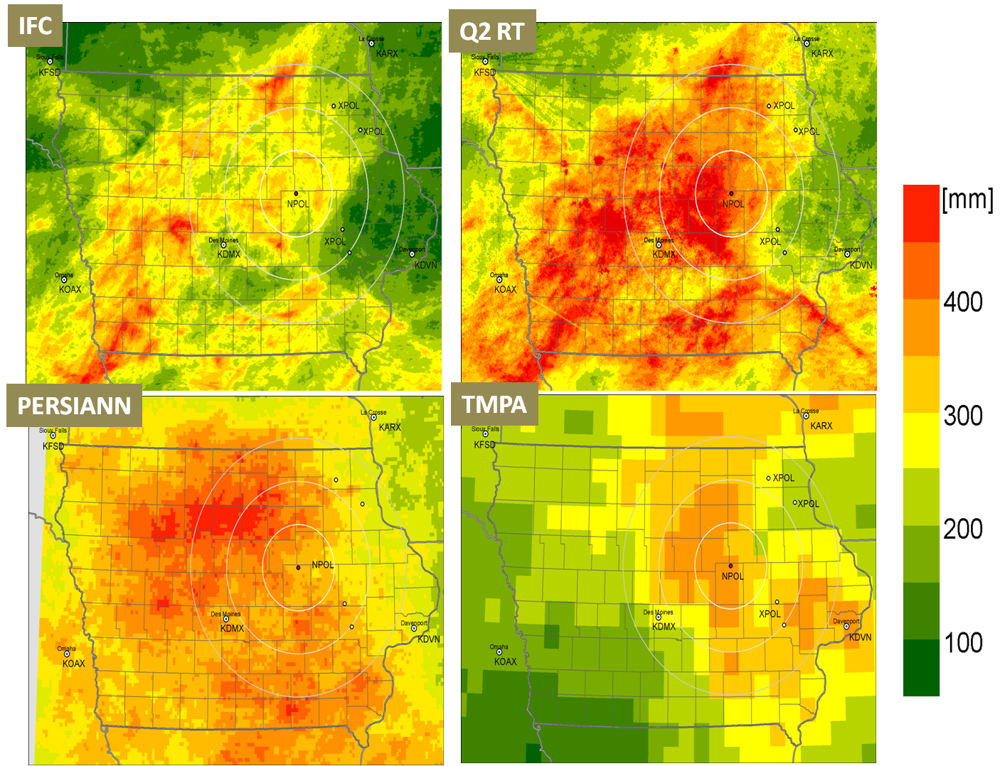 IFC
La Crosse
KARX
Sioux Falls
KFSD
XPOL
XPOL
NPOL
XPOL
Des Moines
KDMX
Davenport
KDVN
Omaha
KOAX
Q2 RT
La Crosse
KARX
Sioux Falls
KFSD
XPOL
XPOL
NPOL
XPOL
Des Moines
KDMX
Davenport
KDVN
Omaha
KOAX
[mm]
400
300
200
100
PERSIANN
La Crosse
KARX
Sioux Falls
KFSD
NPOL
Des Moines
KDMX
Davenport
KDVN
Omaha
KOAX
TMPA
La Crosse
KARX
Sioux Falls
KFSD
XPOL
XPOL
NPOL
XPOL
Des Moines
KDMX
Davenport
KDVN
Omaha
KOAX